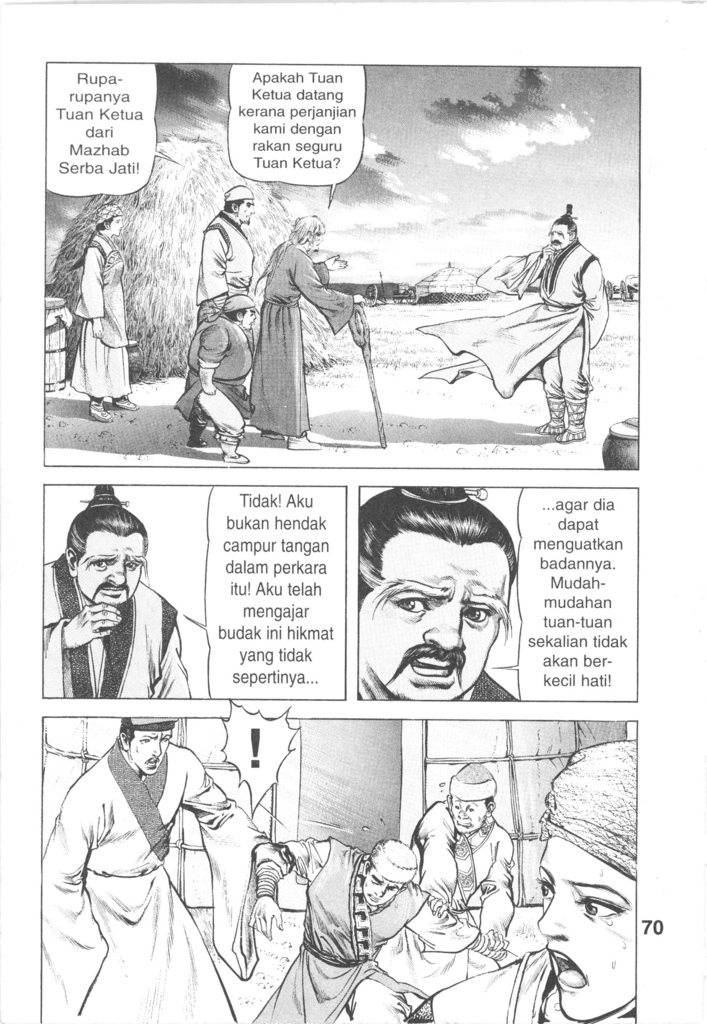 Rupa-
rupanya
Tuan Ketua
dari
Mazhab
Serba Jati!
Apakah Tuan
Ketua datang
kerana perjanjian
kami dengan
rakan seguru
Tuan Ketua?
Tidak! Aku
bukan hendak
campur tangan
dalam perkara
itu! Aku telah
mengajar
budak ini hikmat
yang tidak
sepertinya...
...agar dia
dapat
menguatkan
badannya.
Mudah-
mudahan
tuan-tuan
sekalian tidak
akan ber-
kecil hati!
!
70